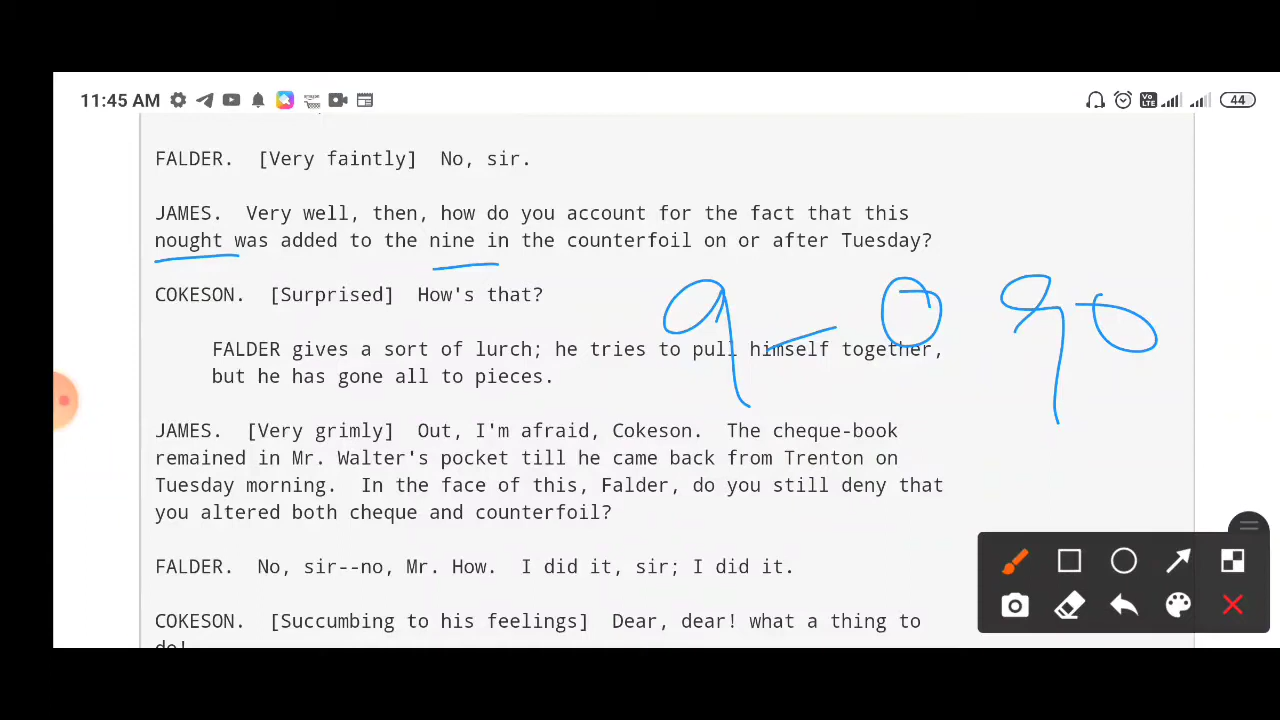 11:45 AM
Vo LTE
44
FALDER. [Very faintly] No, sir.
JAMES. Very well, then, how do you account for the fact that this
nought was added to the nine in the counterfoil on or after Tuesday?
COKESON. [Surprised] How's that?
9 - 0 90
FALDER gives a sort of lurch; he tries to pull himself together,
but he has gone all to pieces.
JAMES. [Very grimly] Out, I'm afraid, Cokeson. The cheque-book
remained in Mr. Walter's pocket till he came back from Trenton on
Tuesday morning. In the face of this, Falder, do you still deny that
you altered both cheque and counterfoil?
FALDER. No, sir--no, Mr. How. I did it, sir; I did it.
COKESON. [Succumbing to his feelings] Dear, dear! what a thing to
do!